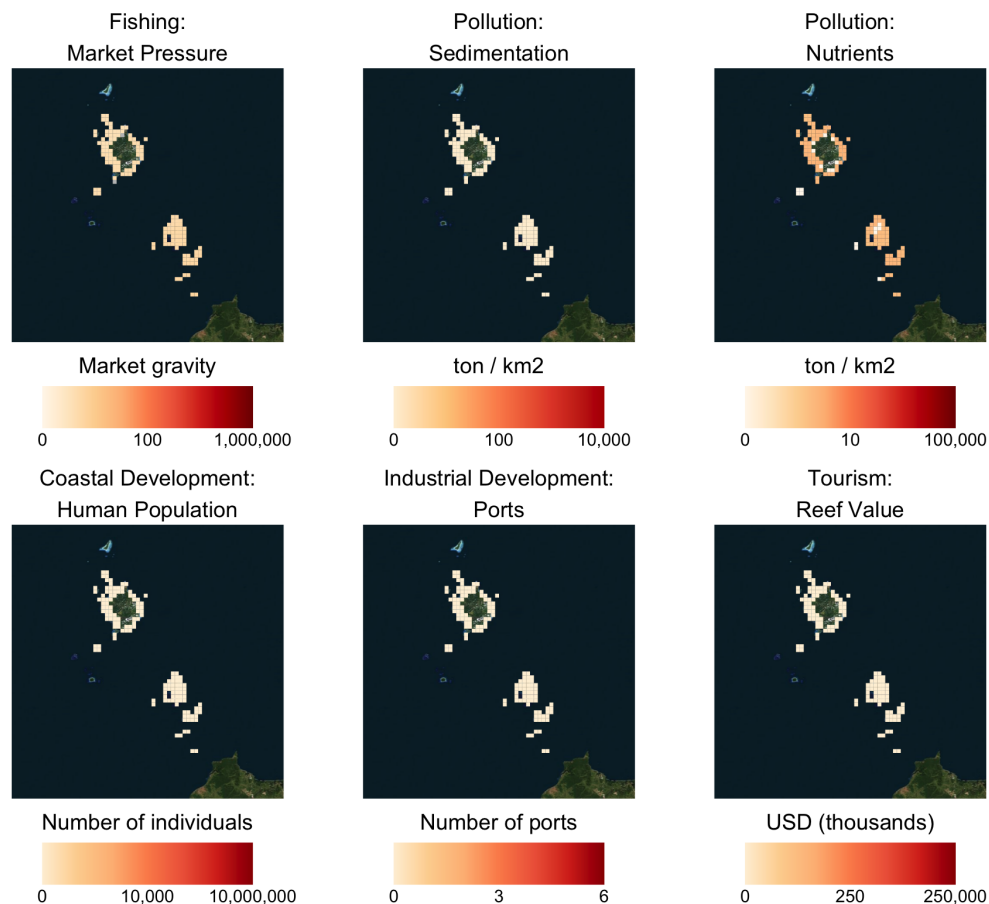 Fishing:
Market Pressure
Pollution:
Sedimentation
Pollution:
Nutrients
Market gravity
0 100 1,000,000
ton / km2
0 100 10,000
ton / km2
0 10 100,000
Coastal Development:
Human Population
Industrial Development:
Ports
Tourism:
Reef Value
Number of individuals
0 10,000 10,000,000
Number of ports
0 3 6
USD (thousands)
0 250 250,000